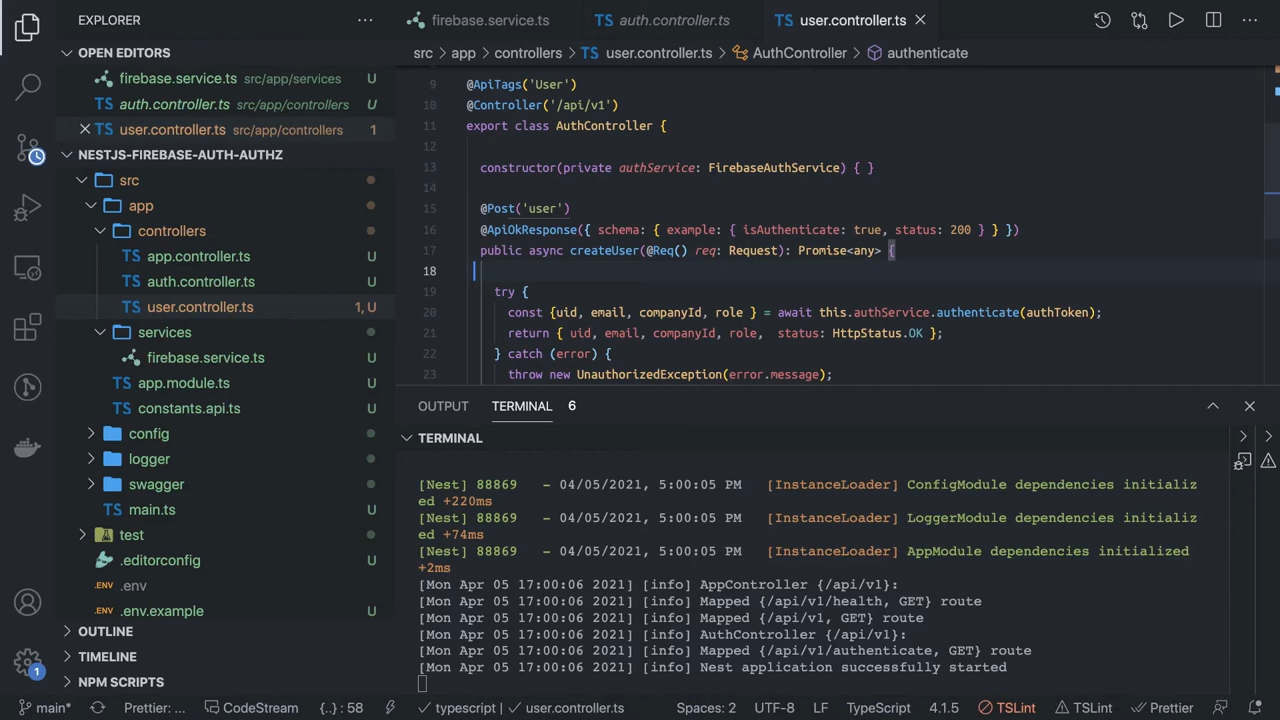 EXPLORER
OPEN EDITORS
firebase.service.ts src/app/services U
TS auth.controller.ts src/app/controllers U
TS user.controller.ts src/app/controllers 1
NESTJS-FIREBASE-AUTH-AUTHZ
src
app
controllers
TS app.controller.ts U
TS auth.controller.ts U
TS user.controller.ts 1, U
services
firebase.service.ts U
TS app.module.ts U
TS constants.api.ts U
config
logger
swagger
TS main.ts U
test
.editorconfig U
.ENV .env
.ENV .env.example U
OUTLINE
TIMELINE
NPM SCRIPTS
1
firebase.service.ts
TS auth.controller.ts
TS user.controller.ts
src app controllers TS user.controller.ts AuthController authenticate
9 @ApiTags('User')
10 @Controller('/api/v1')
11 export class AuthController {
12
13 constructor(private authService: FirebaseAuthService) { }
14
15 @Post('user')
16 @ApiOkResponse({ schema: { example: { isAuthenticate: true, status: 200 } } })
17 public async createUser(@Req() req: Request): Promise<any> {
18
19 try {
20 const {uid, email, companyId, role } = await this.authService.authenticate(authToken);
21 return { uid, email, companyId, role,  status: HttpStatus.OK };
22 } catch (error) {
23 throw new UnauthorizedException(error.message);
OUTPUT TERMINAL 6
TERMINAL
[Nest] 88869   - 04/05/2021, 5:00:05 PM   [InstanceLoader] ConfigModule dependencies initializ
ed +220ms
[Nest] 88869   - 04/05/2021, 5:00:05 PM   [InstanceLoader] LoggerModule dependencies initializ
ed +74ms
[Nest] 88869   - 04/05/2021, 5:00:05 PM   [InstanceLoader] AppModule dependencies initialized
+2ms
[Mon Apr 05 17:00:06 2021] [info] AppController {/api/v1}:
[Mon Apr 05 17:00:06 2021] [info] Mapped {/api/v1/health, GET} route
[Mon Apr 05 17:00:06 2021] [info] Mapped {/api/v1, GET} route
[Mon Apr 05 17:00:06 2021] [info] AuthController {/api/v1}:
[Mon Apr 05 17:00:06 2021] [info] Mapped {/api/v1/authenticate, GET} route
[Mon Apr 05 17:00:06 2021] [info] Nest application successfully started
main* Prettier: ... CodeStream {..} : 58 typescript | user.controller.ts Spaces: 2 UTF-8 LF TypeScript 4.1.5 TSLint TSLint Prettier